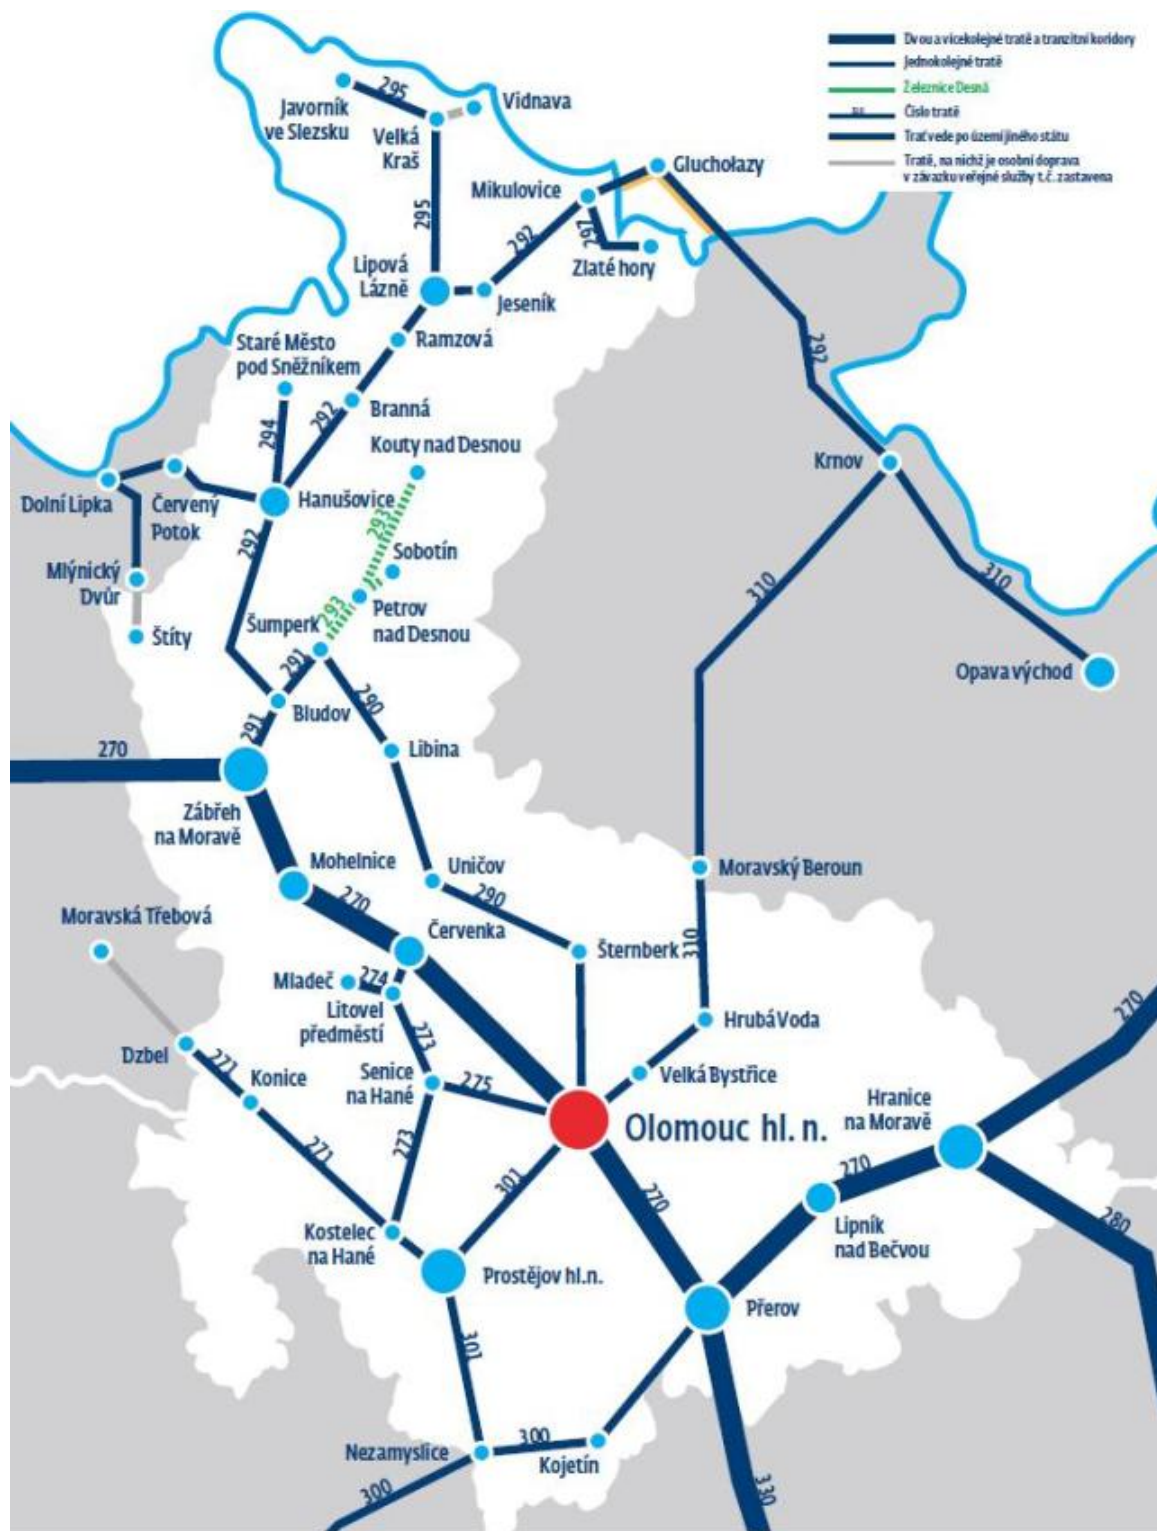 Dvou a vícekolejné tratě a tranzitní koridory
Jednokolejné tratě
Železnice Desná
Číslo tratě
Trať vede po území jiného státu
Tratě, na nichž je osobní doprava
v závazku veřejné služby t.č. zastavena
295
Javorník
ve Slezsku
Vidnava
Velká
Kraš
Głuchołazy
Mikulovice
295
292
292
Zlaté hory
Lipová
Lázně
Jeseník
Ramzová
Staré Město
pod Sněžníkem
292
294
292
Branná
Kouty nad Desnou
Krnov
Dolní Lipka
Červený
Potok
Hanušovice
293
292
Sobotín
310
310
Mlýnický
Dvůr
293
Petrov
nad Desnou
Šumperk
Štíty
291
290
Opava východ
Bludov
291
270
Libina
Zábřeh
na Moravě
Mohelnice
Uničov
Moravský Beroun
270
290
Moravská Třebová
Červenka
Šternberk
310
Mladeč
274
Litovel
předměstí
Hrubá Voda
270
273
Dzbel
271
Konice
Senice
na Hané
275
Velká Bystřice
Hranice
na Moravě
Olomouc hl. n.
271
273
301
270
270
280
Kostelec
na Hané
Lipník
nad Bečvou
Prostějov hl.n.
Přerov
301
Nezamyslice
300
Kojetín
300
330